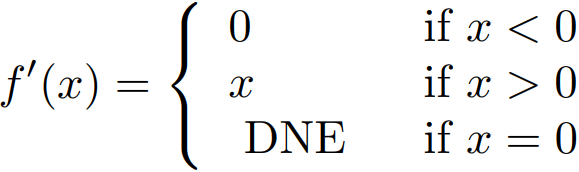 f′(x) = { 0 if x < 0
x if x > 0
DNE if x = 0